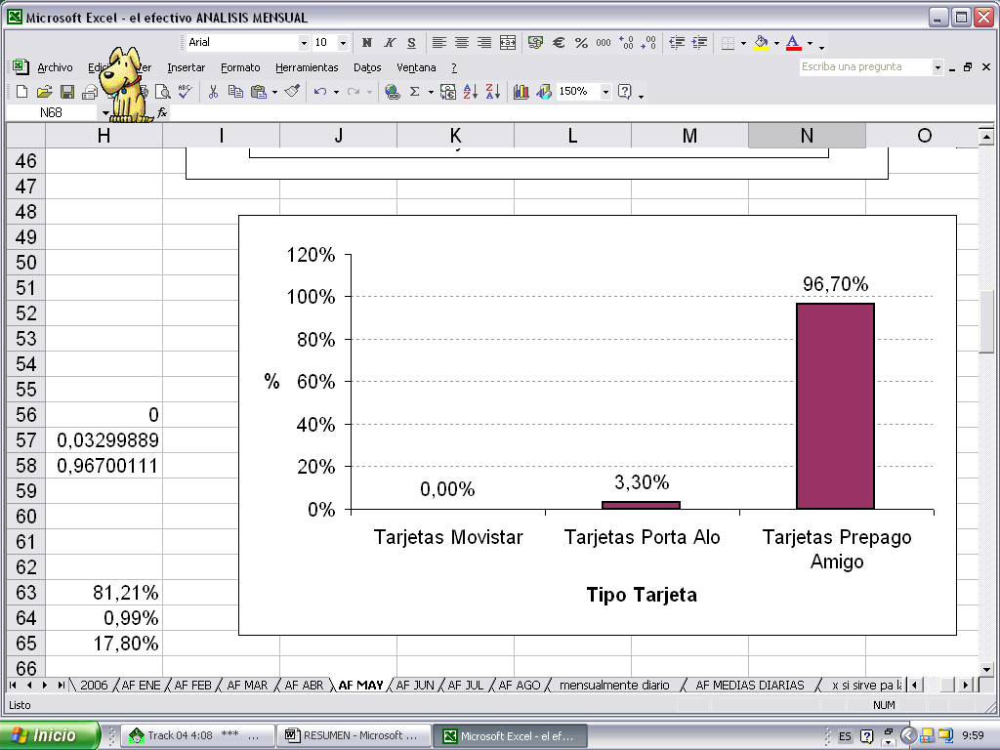 Microsoft Excel - el efectivo ANALISIS MENSUAL
Arial 10 N K S € % 000
Archivo Ver Insertar Formato Herramientas Datos Ventana ? Escriba una pregunta
150%
N68 fx
H I J K L M N O
46
47
48
49
50
51
52
53
54
55
56 0
57 0,03299889
58 0,96700111
59
60
61
62
63 81,21%
64 0,99%
65 17,80%
66
120%
100%
80%
60%
40%
20%
0%
%
0,00%
3,30%
96,70%
Tarjetas Movistar
Tarjetas Porta Alo
Tarjetas Prepago
Amigo
Tipo Tarjeta
2006 AF ENE AF FEB AF MAR AF ABR AF MAY AF JUN AF JUL AF AGO mensualmente diario AF MEDIAS DIARIAS x si sirve pa
Listo NUM
Inicio Track 04 4:08 *** ... RESUMEN - Microsoft ... Microsoft Excel - el ef... ES 9:59